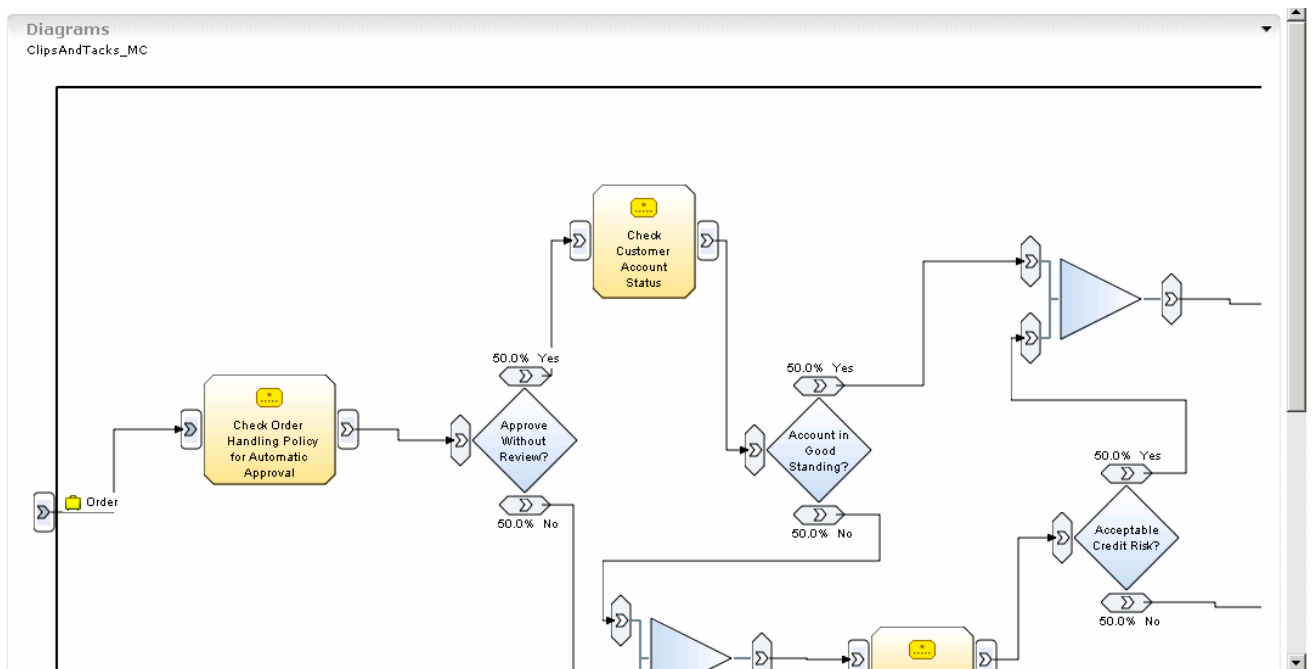 Diagrams
ClipsAndTacks_MC
Check
Customer
Account
Status
50.0% Yes
50.0% Yes
Check Order
Handling Policy
for Automatic
Approval
Approve
Without
Review?
Account in
Good
Standing?
50.0% Yes
Order
50.0% No
50.0% No
Acceptable
Credit Risk?
50.0% No